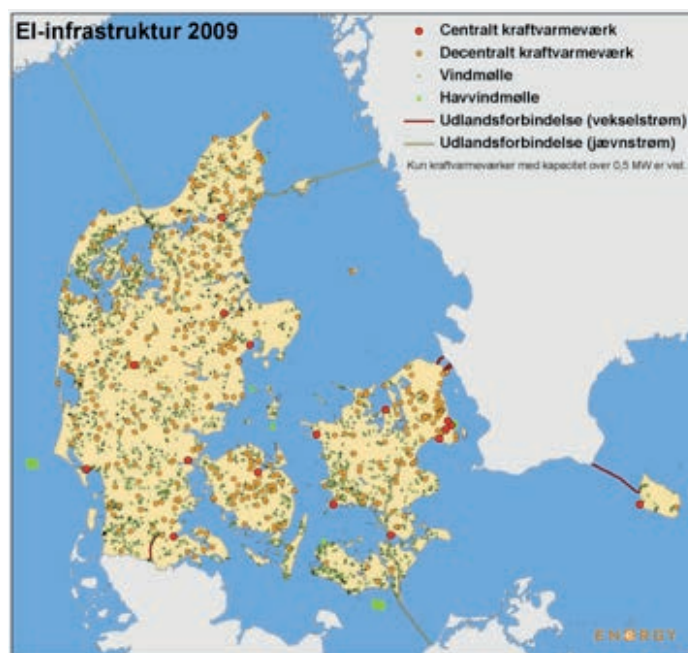 El-infrastruktur 2009
Centralt kraftvarmeværk
Decentralt kraftvarmeværk
Vindmølle
Havvindmølle
Udlandsforbindelse (vekselstrøm)
Udlandsforbindelse (jævnstrøm)
Kun kraftvarmeværker med kapacitet over 0,5 MW er vist.
ENERGY